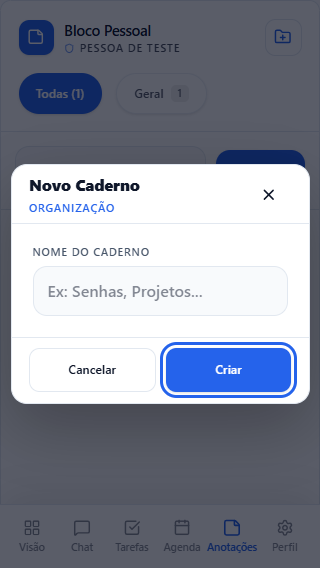 Bloco Pessoal
PESSOA DE TESTE
Todas (1)
Geral 1
Novo Caderno
ORGANIZAÇÃO
NOME DO CADERNO
Ex: Senhas, Projetos...
Cancelar
Criar
Visão
Chat
Tarefas
Agenda
Anotações
Perfil